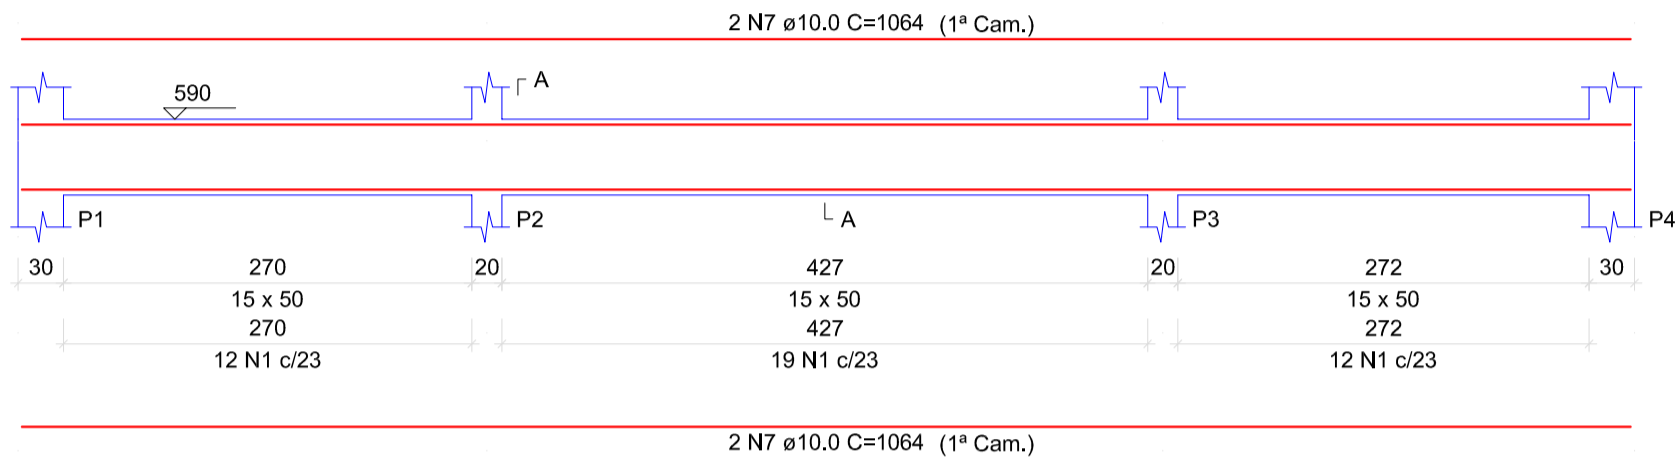 2 N7 ø10.0 C=1064 (1ª Cam.)
A
590
P1 P2 A P3 P4
30 270 20 427 20 272 30
15 x 50 15 x 50 15 x 50
270 427 272
12 N1 c/23 19 N1 c/23 12 N1 c/23
2 N7 ø10.0 C=1064 (1ª Cam.)